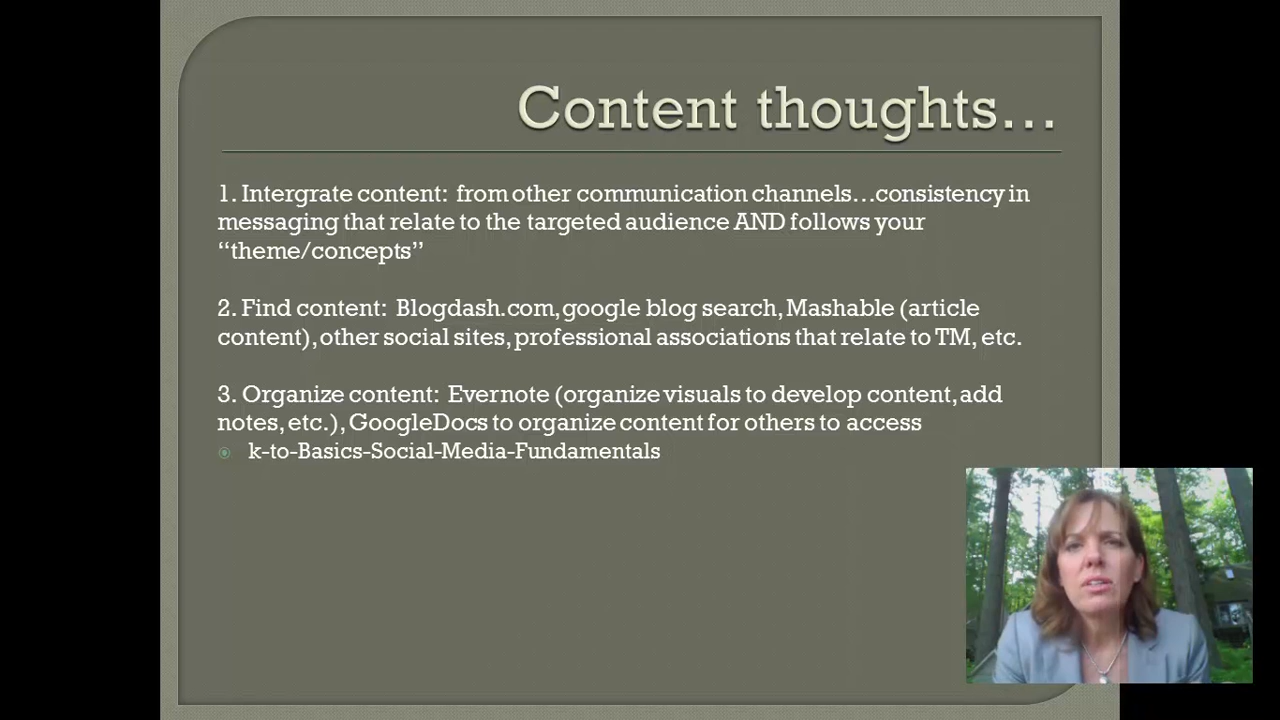 Content thoughts...
1. Intergrate content:  from other communication channels...consistency in
messaging that relate to the targeted audience AND follows your
“theme/concepts”
2. Find content:  Blogdash.com, google blog search, Mashable (article
content), other social sites, professional associations that relate to TM, etc.
3. Organize content:  Evernote (organize visuals to develop content, add
notes, etc.), GoogleDocs to organize content for others to access
k-to-Basics-Social-Media-Fundamentals